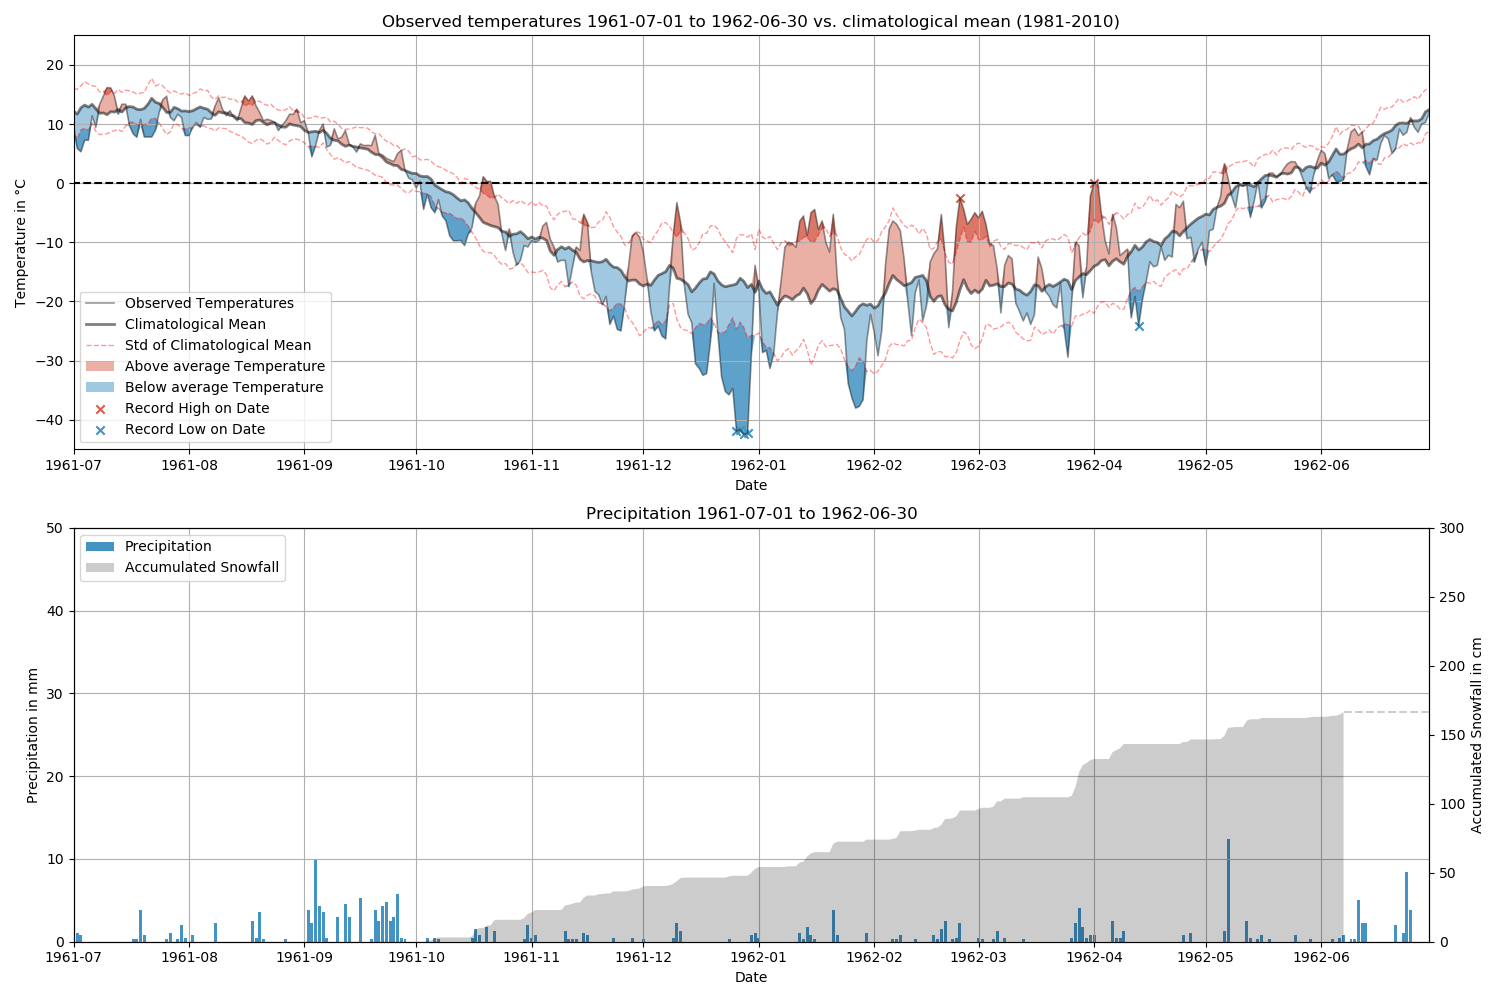 Observed temperatures 1961-07-01 to 1962-06-30 vs. climatological mean (1981-2010)
20
10
0
−10
−20
−30
−40
Temperature in °C
Observed Temperatures
Climatological Mean
Std of Climatological Mean
Above average Temperature
Below average Temperature
Record High on Date
Record Low on Date
1961-07 1961-08 1961-09 1961-10 1961-11 1961-12 1962-01 1962-02 1962-03 1962-04 1962-05 1962-06
Date
Precipitation 1961-07-01 to 1962-06-30
50
40
30
20
10
0
Precipitation in mm
Precipitation
Accumulated Snowfall
300
250
200
150
100
50
0
Accumulated Snowfall in cm
1961-07 1961-08 1961-09 1961-10 1961-11 1961-12 1962-01 1962-02 1962-03 1962-04 1962-05 1962-06
Date